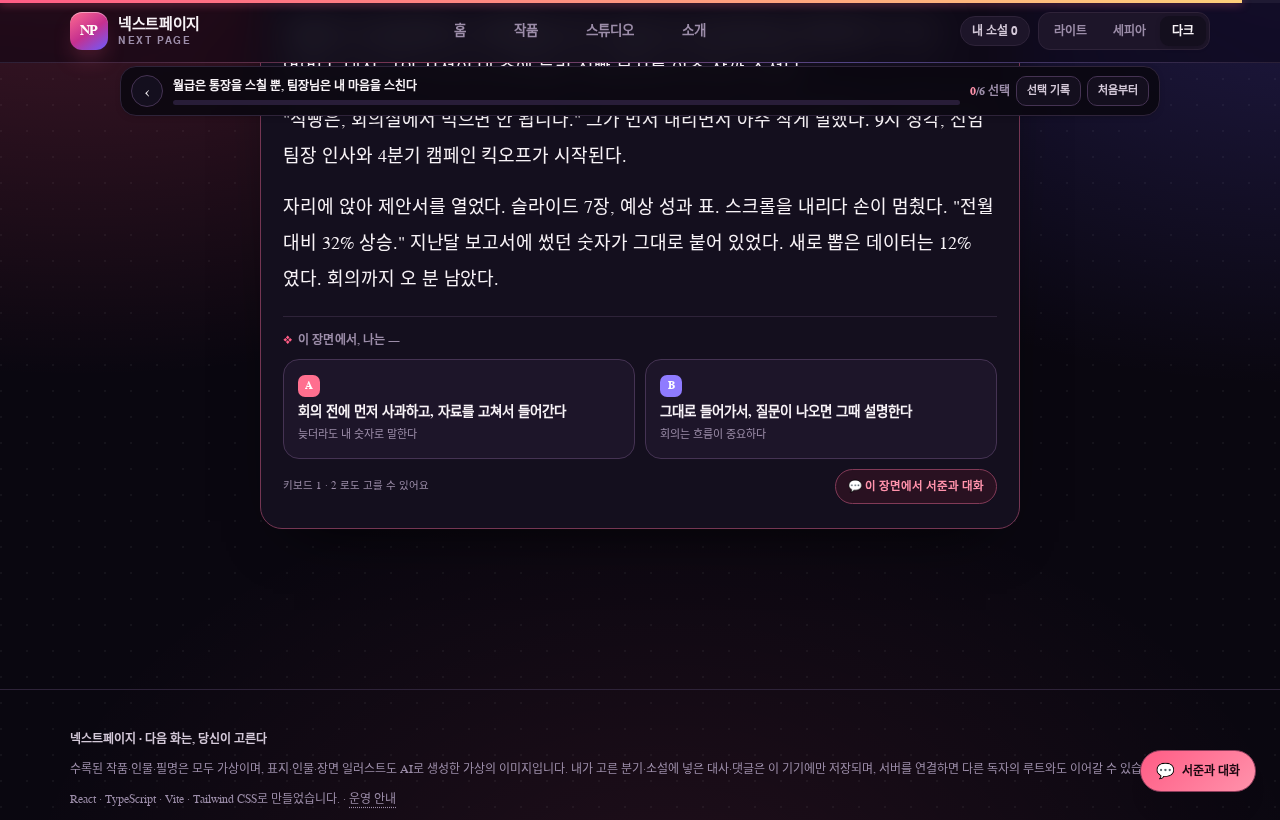 NP
넥스트페이지
NEXT PAGE
홈
작품
스튜디오
소개
내 소설 0
라이트
세피아
다크
‹
월급은 통장을 스칠 뿐, 팀장님은 내 마음을 스친다
0/6 선택
선택 기록
처음부터
"식빵은, 회의실에서 먹으면 안 됩니다." 그가 먼저 내리면서 아주 작게 말했다. 9시 정각, 신임
팀장 인사와 4분기 캠페인 킥오프가 시작된다.
자리에 앉아 제안서를 열었다. 슬라이드 7장, 예상 성과 표. 스크롤을 내리다 손이 멈췄다. "전월
대비 32% 상승." 지난달 보고서에 썼던 숫자가 그대로 붙어 있었다. 새로 뽑은 데이터는 12%
였다. 회의까지 오 분 남았다.
❖ 이 장면에서, 나는 —
A
회의 전에 먼저 사과하고, 자료를 고쳐서 들어간다
늦더라도 내 숫자로 말한다
B
그대로 들어가서, 질문이 나오면 그때 설명한다
회의는 흐름이 중요하다
키보드 1 · 2 로도 고를 수 있어요
💬 이 장면에서 서준과 대화
넥스트페이지 · 다음 화는, 당신이 고른다
수록된 작품·인물·필명은 모두 가상이며, 표지·인물·장면 일러스트도 AI로 생성한 가상의 이미지입니다. 내가 고른 분기·소설에 넣은 대사·댓글은 이 기기에만 저장되며, 서버를 연결하면 다른 독자의 루트와도 이어갈 수 있습
💬 서준과 대화
React · TypeScript · Vite · Tailwind CSS로 만들었습니다. · 운영 안내